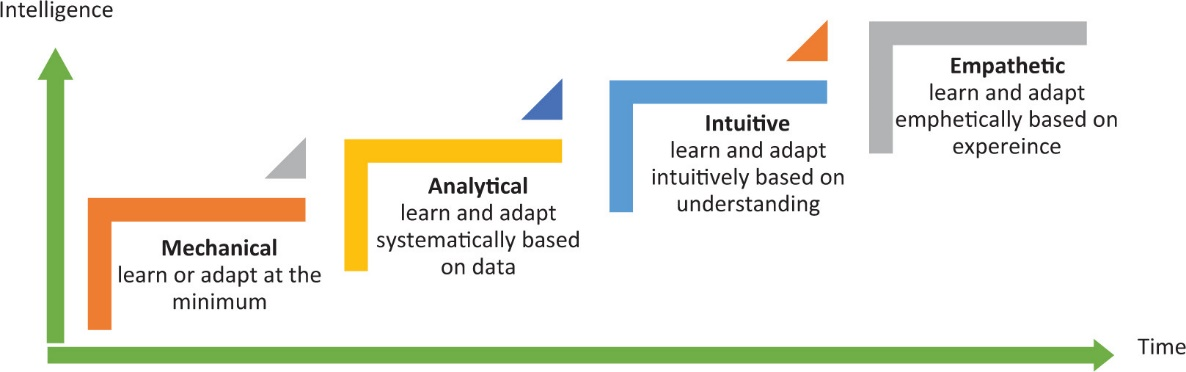 Intelligence
Mechanical
learn or adapt at the
minimum
Analytical
learn and adapt
systematically based
on data
Intuitive
learn and adapt
intuitively based on
understanding
Empathetic
learn and adapt
emphetically based on
expereince
Time